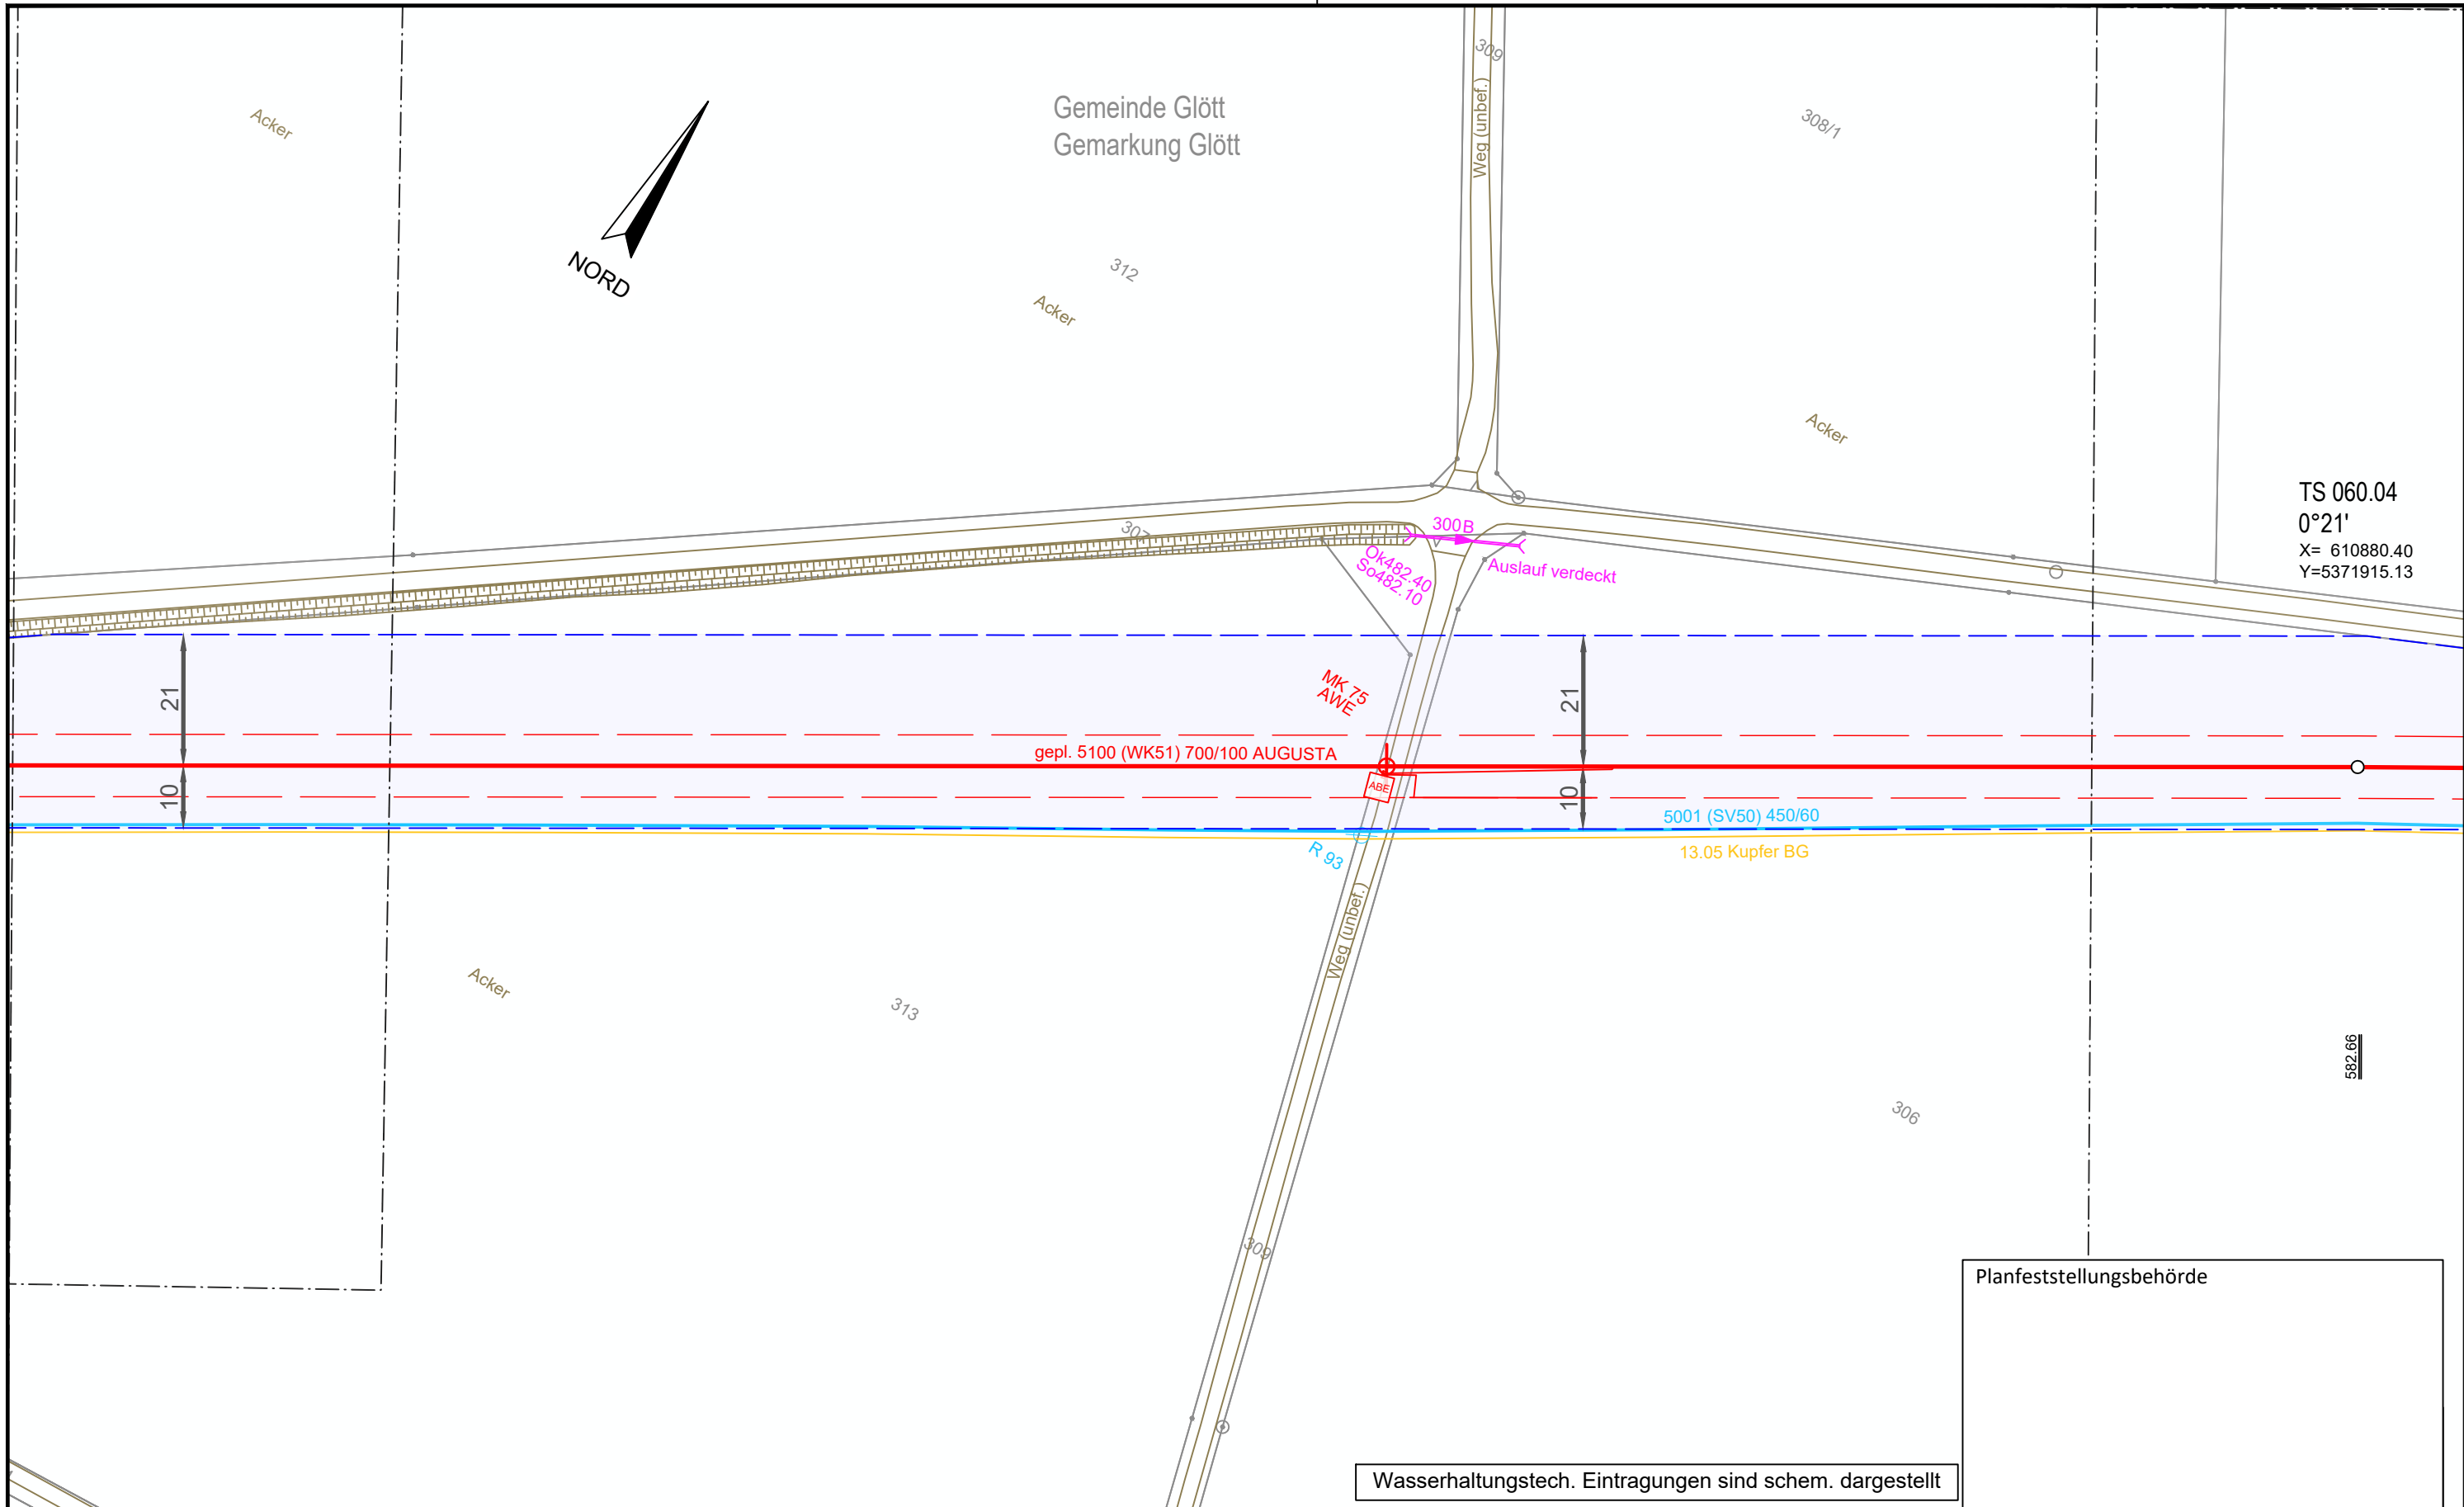 309
Weg (unbef.)
Acker
Gemeinde Glött
Gemarkung Glött
308/1
NORD
312
Acker
Acker
TS 060.04
0°21'
X= 610880.40
Y=5371915.13
307
300B
Ok482.40
So482.10
Auslauf verdeckt
21
MK 75
AWE
21
gepl. 5100 (WK51) 700/100 AUGUSTA
10
ABE
10
5001 (SV50) 450/60
R 93
13.05 Kupfer BG
Weg (unbef.)
Acker
313
582.66
306
309
Planfeststellungsbehörde
Wasserhaltungstech. Eintragungen sind schem. dargestellt